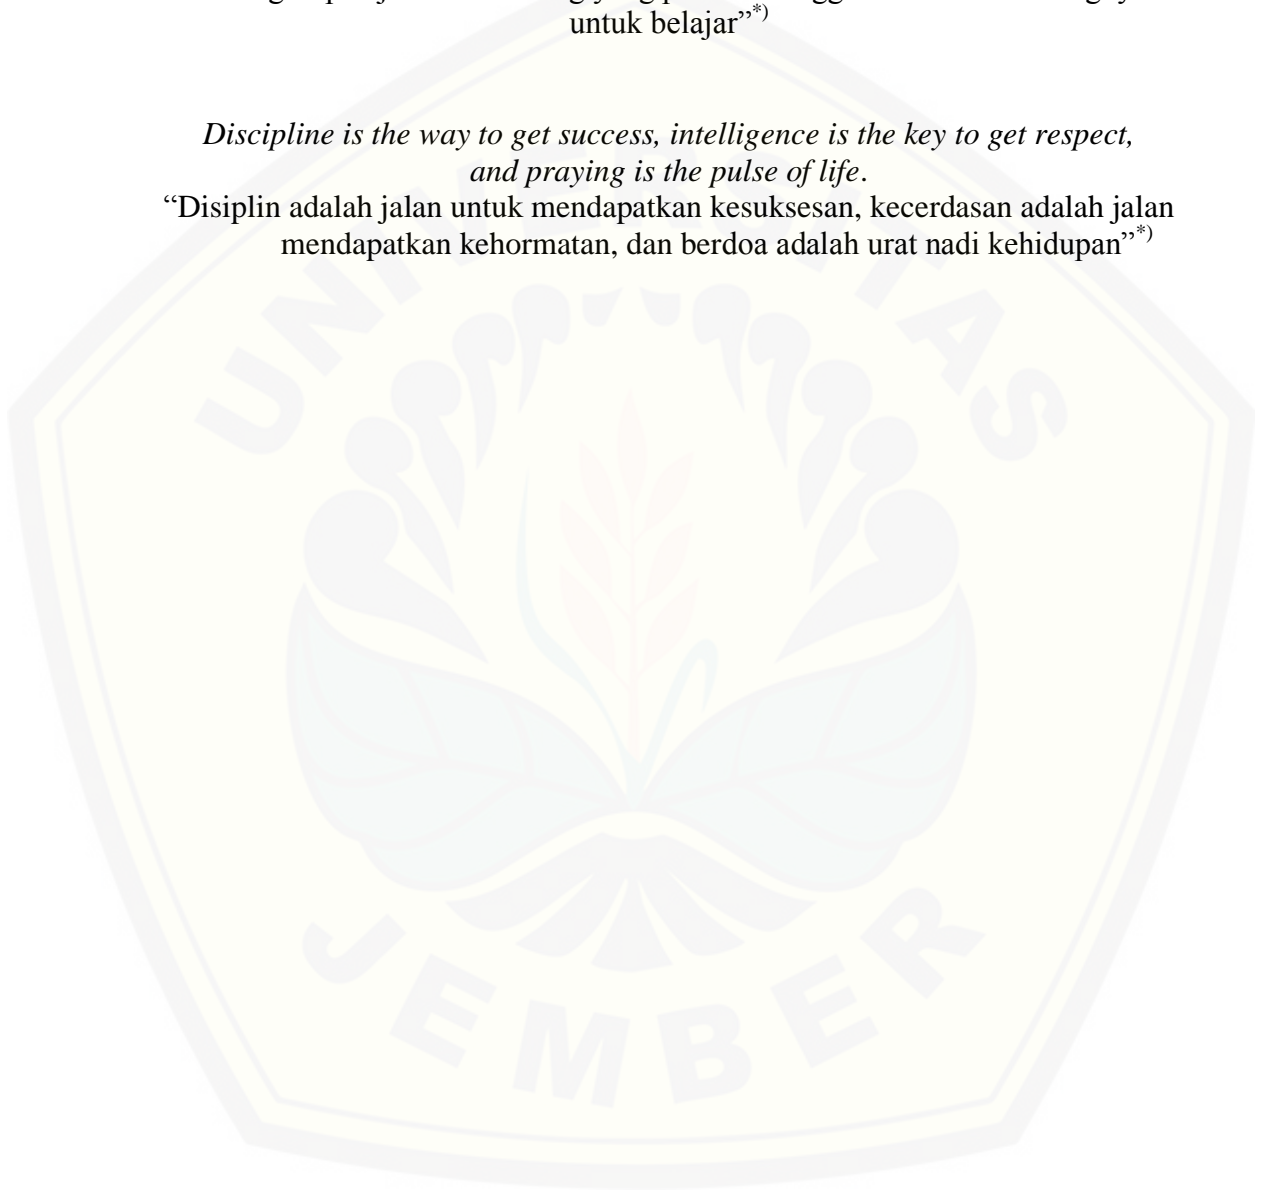 untuk belajar”*)
Discipline is the way to get success, intelligence is the key to get respect,
and praying is the pulse of life.
“Disiplin adalah jalan untuk mendapatkan kesuksesan, kecerdasan adalah jalan
mendapatkan kehormatan, dan berdoa adalah urat nadi kehidupan”*)
UNIVERSITAS
JEMBER